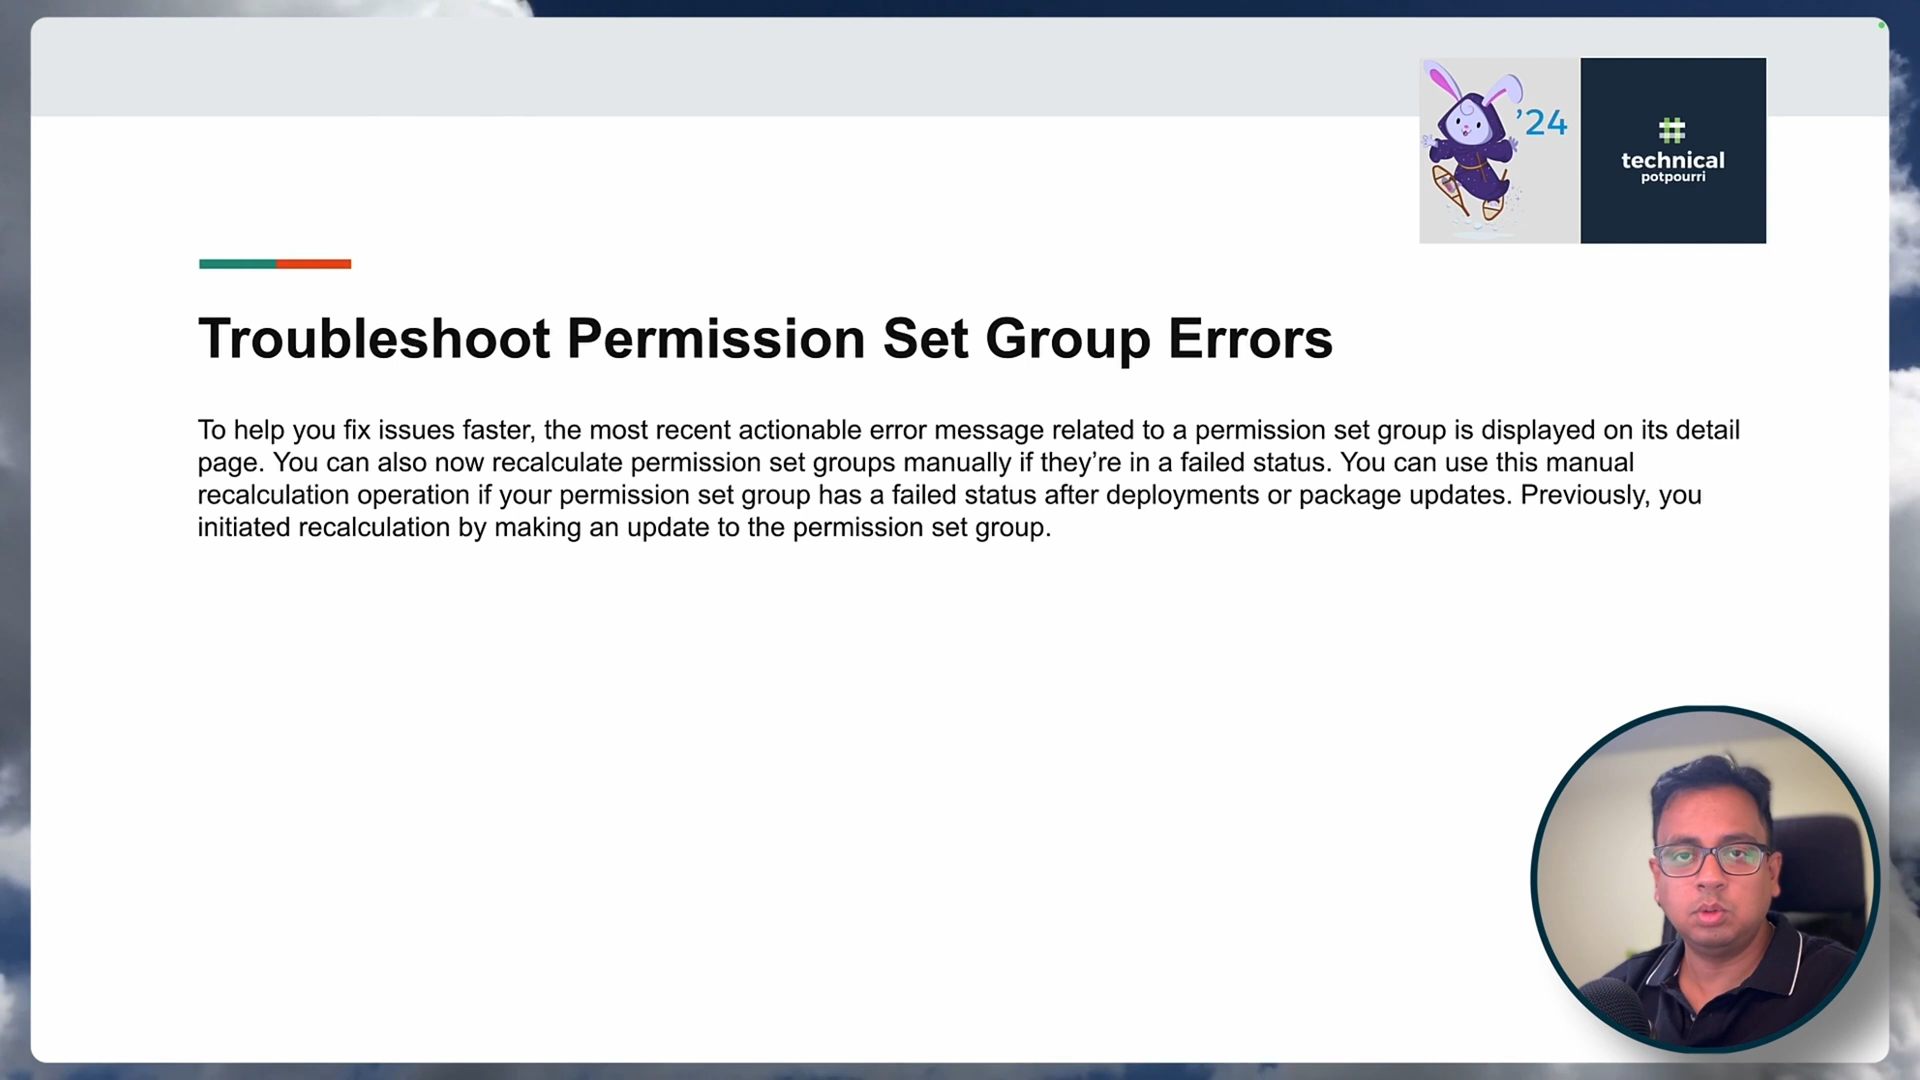 ’24
technical
potpourri
Troubleshoot Permission Set Group Errors
To help you fix issues faster, the most recent actionable error message related to a permission set group is displayed on its detail
page. You can also now recalculate permission set groups manually if they’re in a failed status. You can use this manual
recalculation operation if your permission set group has a failed status after deployments or package updates. Previously, you
initiated recalculation by making an update to the permission set group.